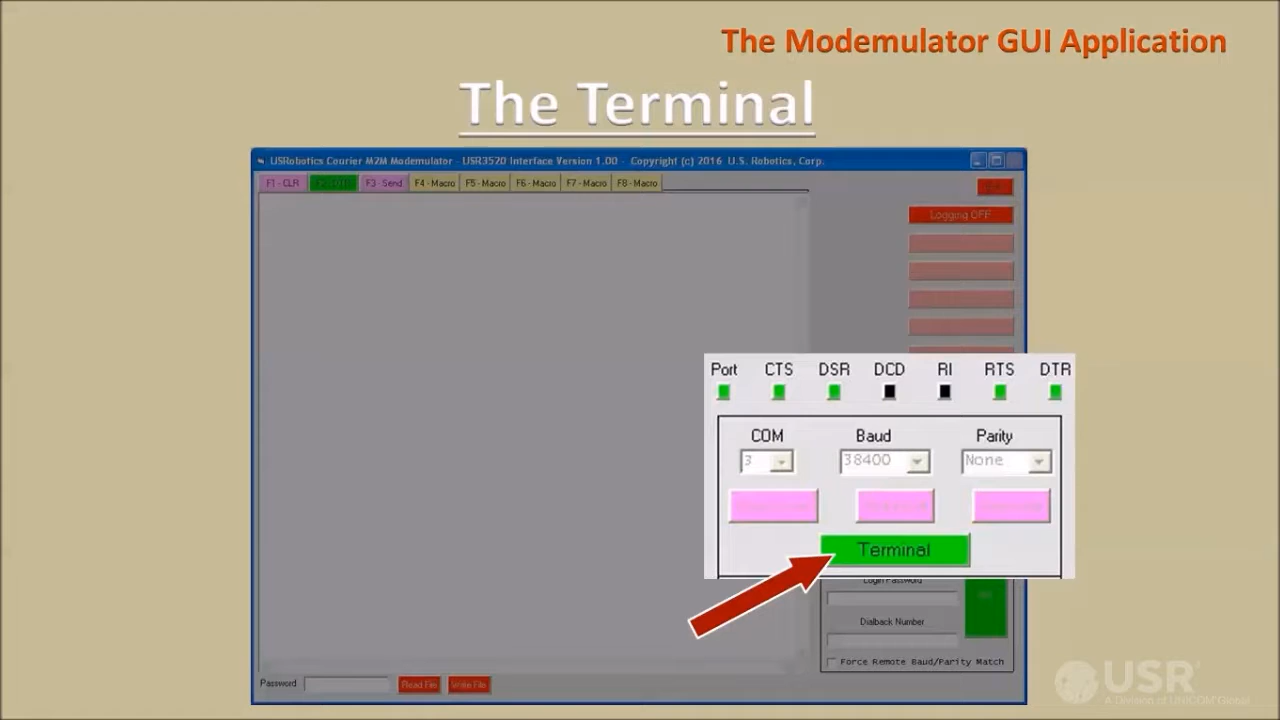 The Modemulator GUI Application
The Terminal
USRobotics Courier M2M Modemulator - USR3520 Interface Version 1.00 - Copyright (c) 2016 U.S. Robotics, Corp.
F1 - CLR F3 - Send F4 - Macro F5 - Macro F6 - Macro F7 - Macro F8 - Macro
Logging OFF
Port CTS DSR DCD RI RTS DTR
COM Baud Parity
3 38400 None
Terminal
Login Password
Dialback Number
Force Remote Baud/Parity Match
Password Read File Write File
USR
A Division of UNICOM Global